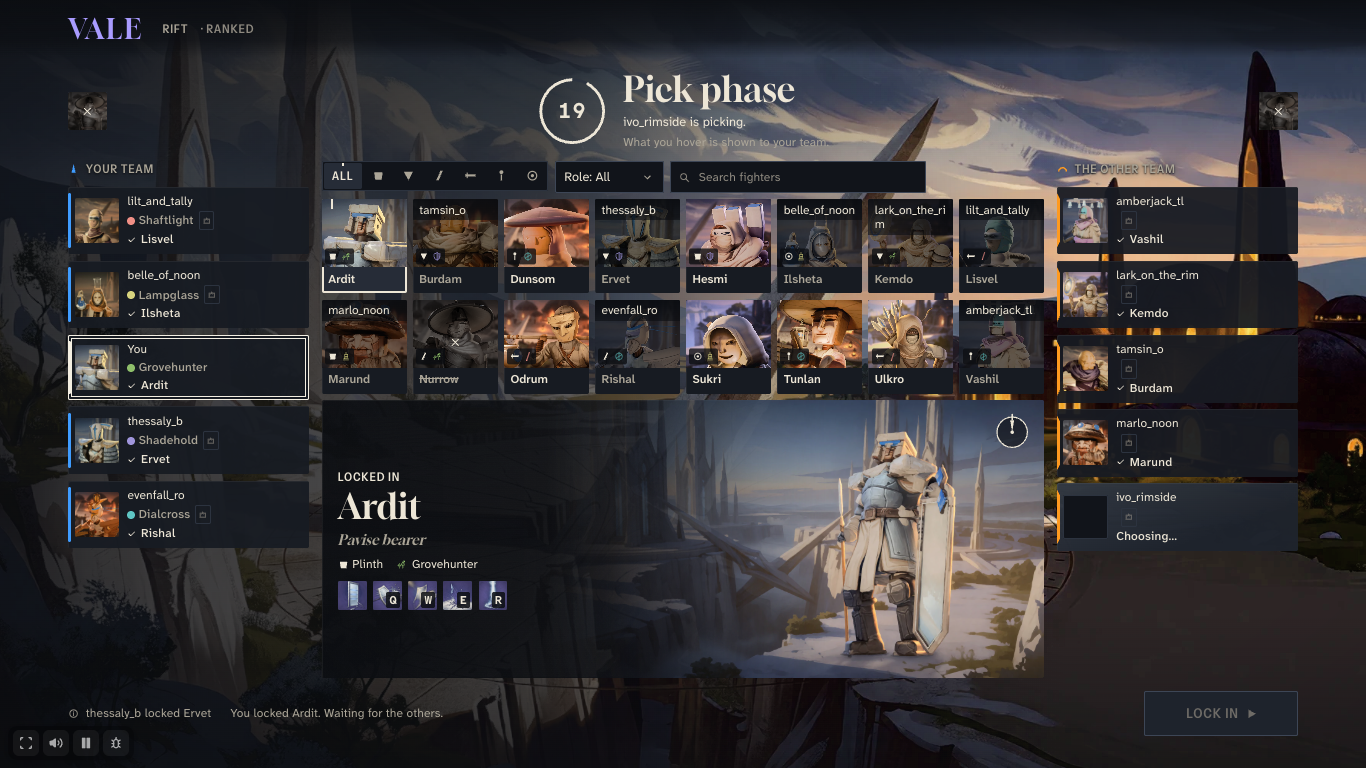 VALE
RIFT · RANKED
19
Pick phase
ivo_rimside is picking.
What you hover is shown to your team.
YOUR TEAM
lilt_and_tally
Shaftlight
Lisvel
belle_of_noon
Lampglass
Ilsheta
You
Grovehunter
Ardit
thessaly_b
Shadehold
Ervet
evenfall_ro
Dialcross
Rishal
ALL
Role: All
Search fighters
Ardit
tamsin_o
Burdam
Dunsom
thessaly_b
Ervet
Hesmi
belle_of_noon
Ilsheta
lark_on_the_ri
m
Kemdo
lilt_and_tally
Lisvel
marlo_noon
Marund
Nurrow
Odrum
evenfall_ro
Rishal
Sukri
Tunlan
Ulkro
amberjack_tl
Vashil
LOCKED IN
Ardit
Pavise bearer
Plinth Grovehunter
Q W E R
THE OTHER TEAM
amberjack_tl
Vashil
lark_on_the_rim
Kemdo
tamsin_o
Burdam
marlo_noon
Marund
ivo_rimside
Choosing...
thessaly_b locked Ervet You locked Ardit. Waiting for the others.
LOCK IN